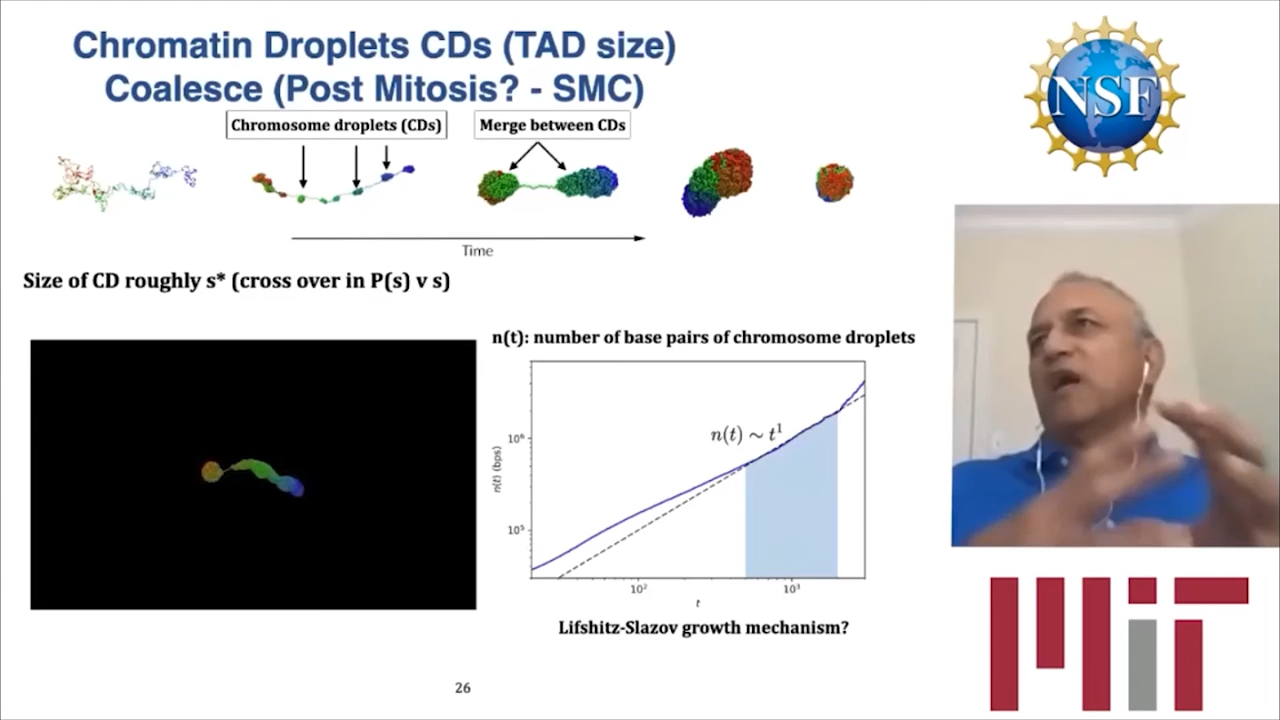 Chromatin Droplets CDs (TAD size)
Coalesce (Post Mitosis? - SMC)
Chromosome droplets (CDs)
Merge between CDs
Time
Size of CD roughly s* (cross over in P(s) v s)
n(t): number of base pairs of chromosome droplets
n(t) ~ t¹
n(t) (bps)
10⁶
10⁵
10²
10³
t
Lifshitz-Slazov growth mechanism?
26
NSF
MIT